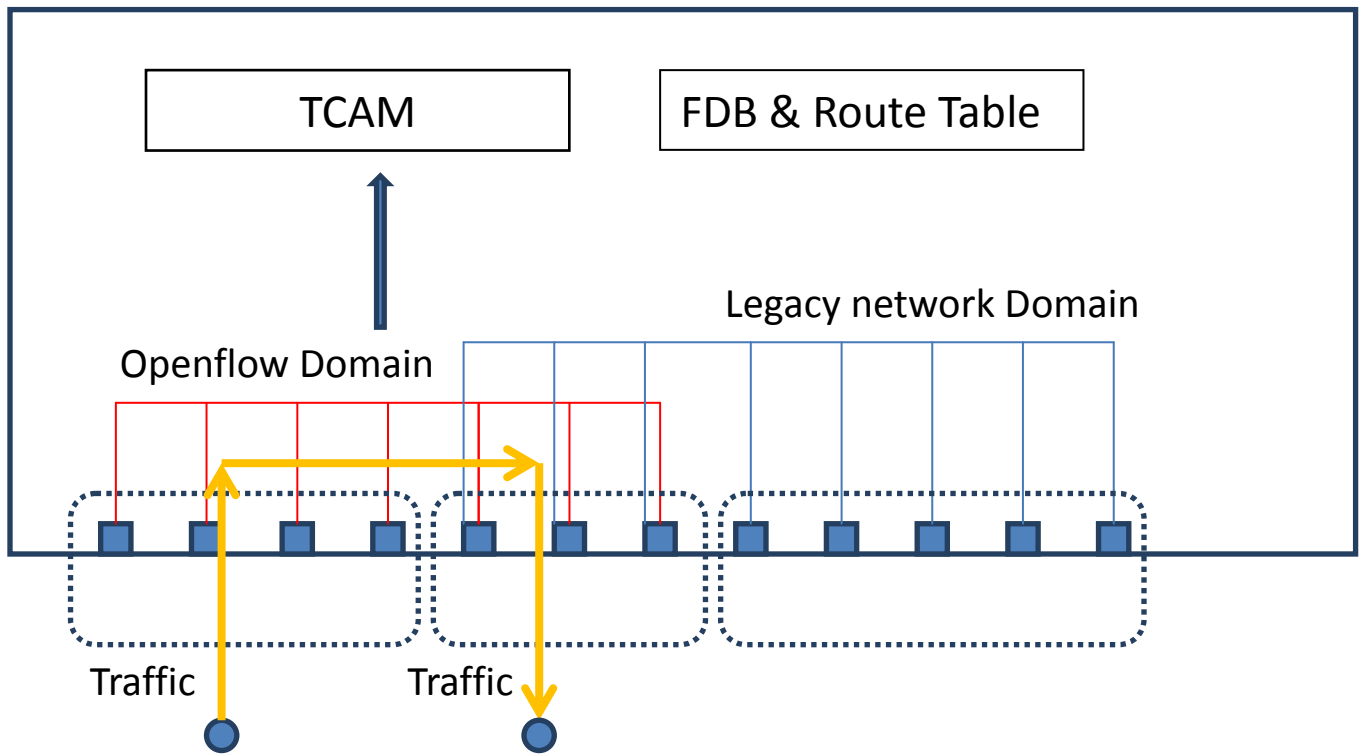 TCAM
FDB & Route Table
Legacy network Domain
Openflow Domain
Traffic
Traffic